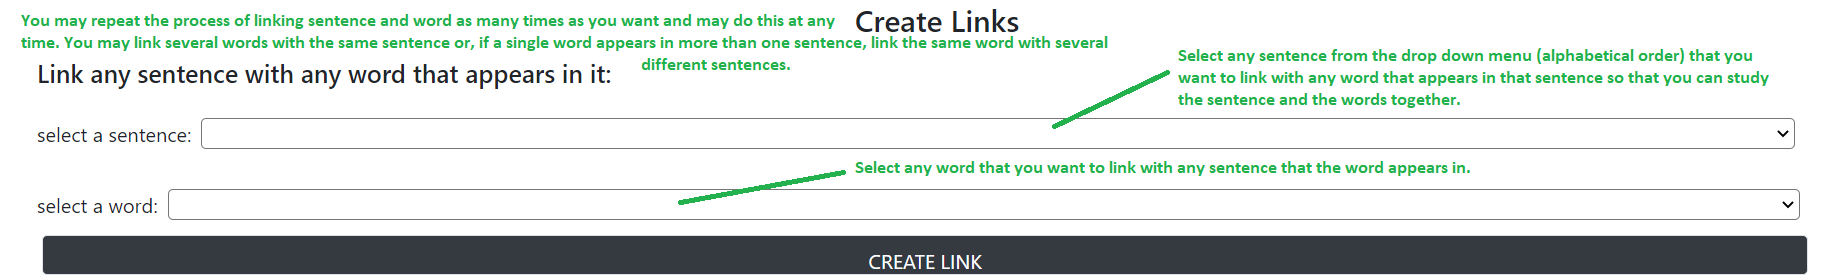 You may repeat the process of linking sentence and word as many times as you want and may do this at any
time. You may link several words with the same sentence or, if a single word appears in more than one sentence, link the same word with several
different sentences.
Create Links
Link any sentence with any word that appears in it:
Select any sentence from the drop down menu (alphabetical order) that you
want to link with any word that appears in that sentence so that you can study
the sentence and the words together.
select a sentence:
Select any word that you want to link with any sentence that the word appears in.
select a word:
CREATE LINK